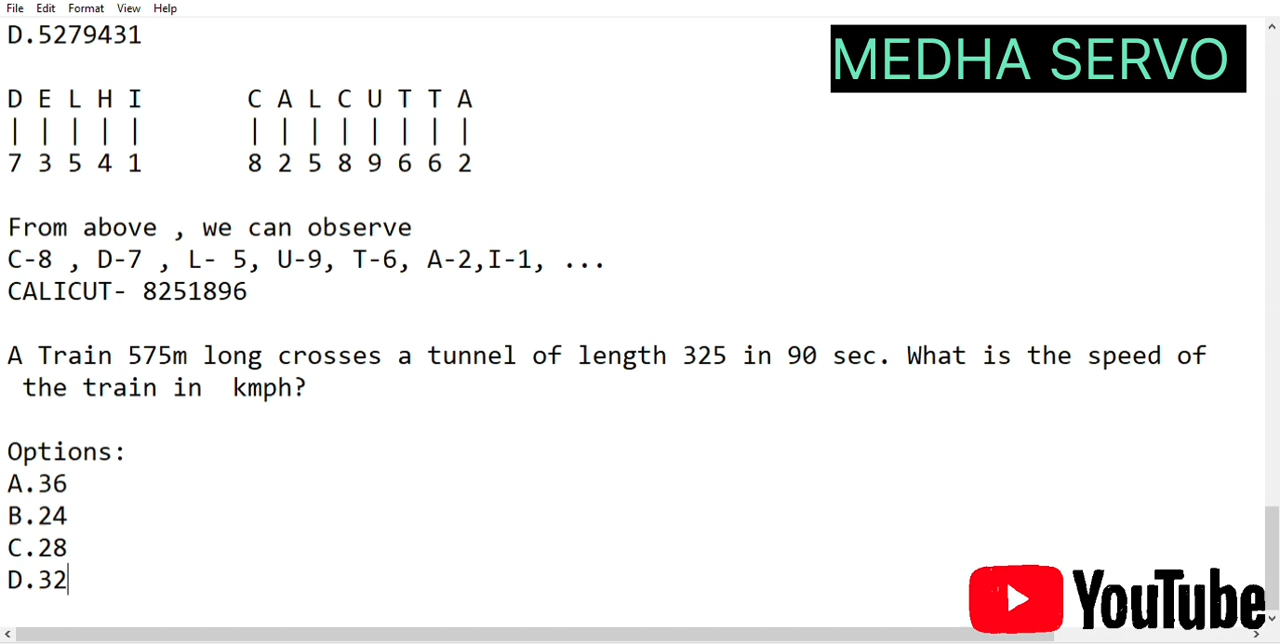 File Edit Format View Help
D.5279431
MEDHA SERVO
D E L H I C A L C U T T A
| | | | | | | | | | | | |
7 3 5 4 1 8 2 5 8 9 6 6 2
From above , we can observe
C-8 , D-7 , L- 5, U-9, T-6, A-2,I-1, ...
CALICUT- 8251896
A Train 575m long crosses a tunnel of length 325 in 90 sec. What is the speed of
the train in kmph?
Options:
A.36
B.24
C.28
D.32
YouTube